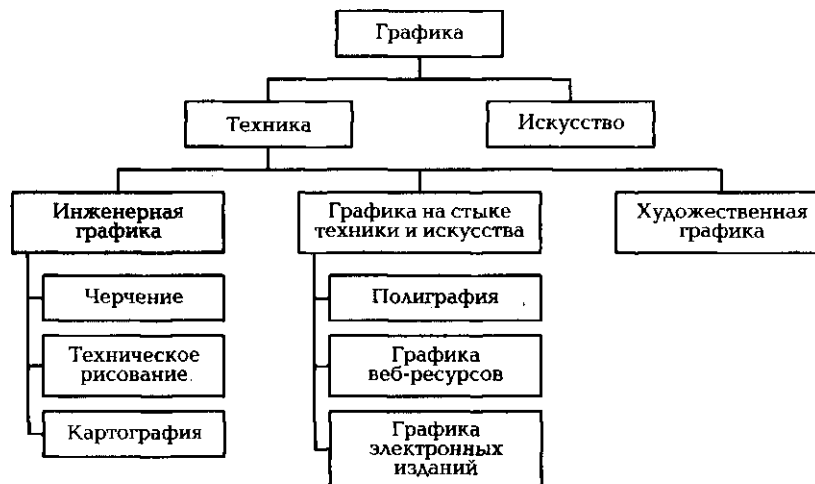 Графика
Техника
Искусство
Инженерная
графика
Графика на стыке
техники и искусства
Художественная
графика
Черчение
Техническое
рисование
Картография
Полиграфия
Графика
веб-ресурсов
Графика
электронных
изданий